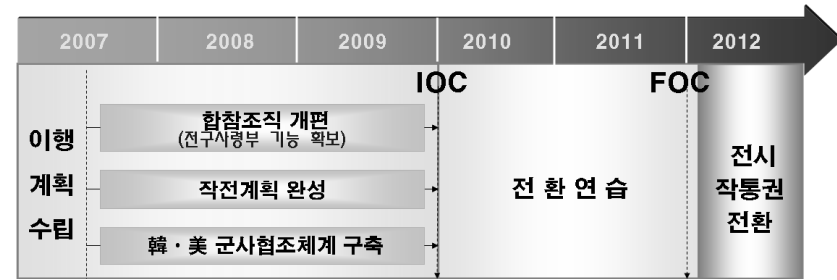 2007 2008 2009 2010 2011 2012
IOC FOC
이행
계획
수립
합참조직 개편
(전구사령부 기능 확보)
작전계획 완성
韓·美 군사협조체계 구축
전 환 연 습
전시
작통권
전환